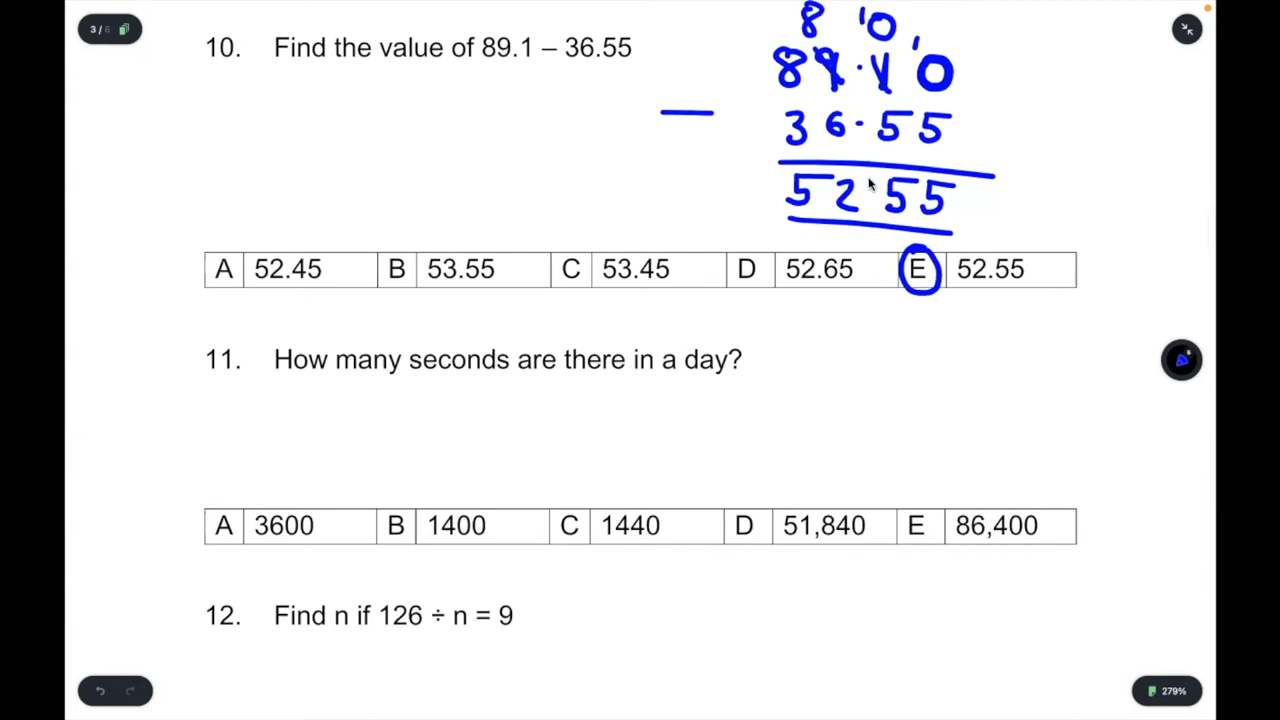 3 / 8
8 10
10. Find the value of 89.1 – 36.55
89.110
— 36.55
52.55
A 52.45 B 53.55 C 53.45 D 52.65 E 52.55
11. How many seconds are there in a day?
A 3600 B 1400 C 1440 D 51,840 E 86,400
12. Find n if 126 ÷ n = 9
279%